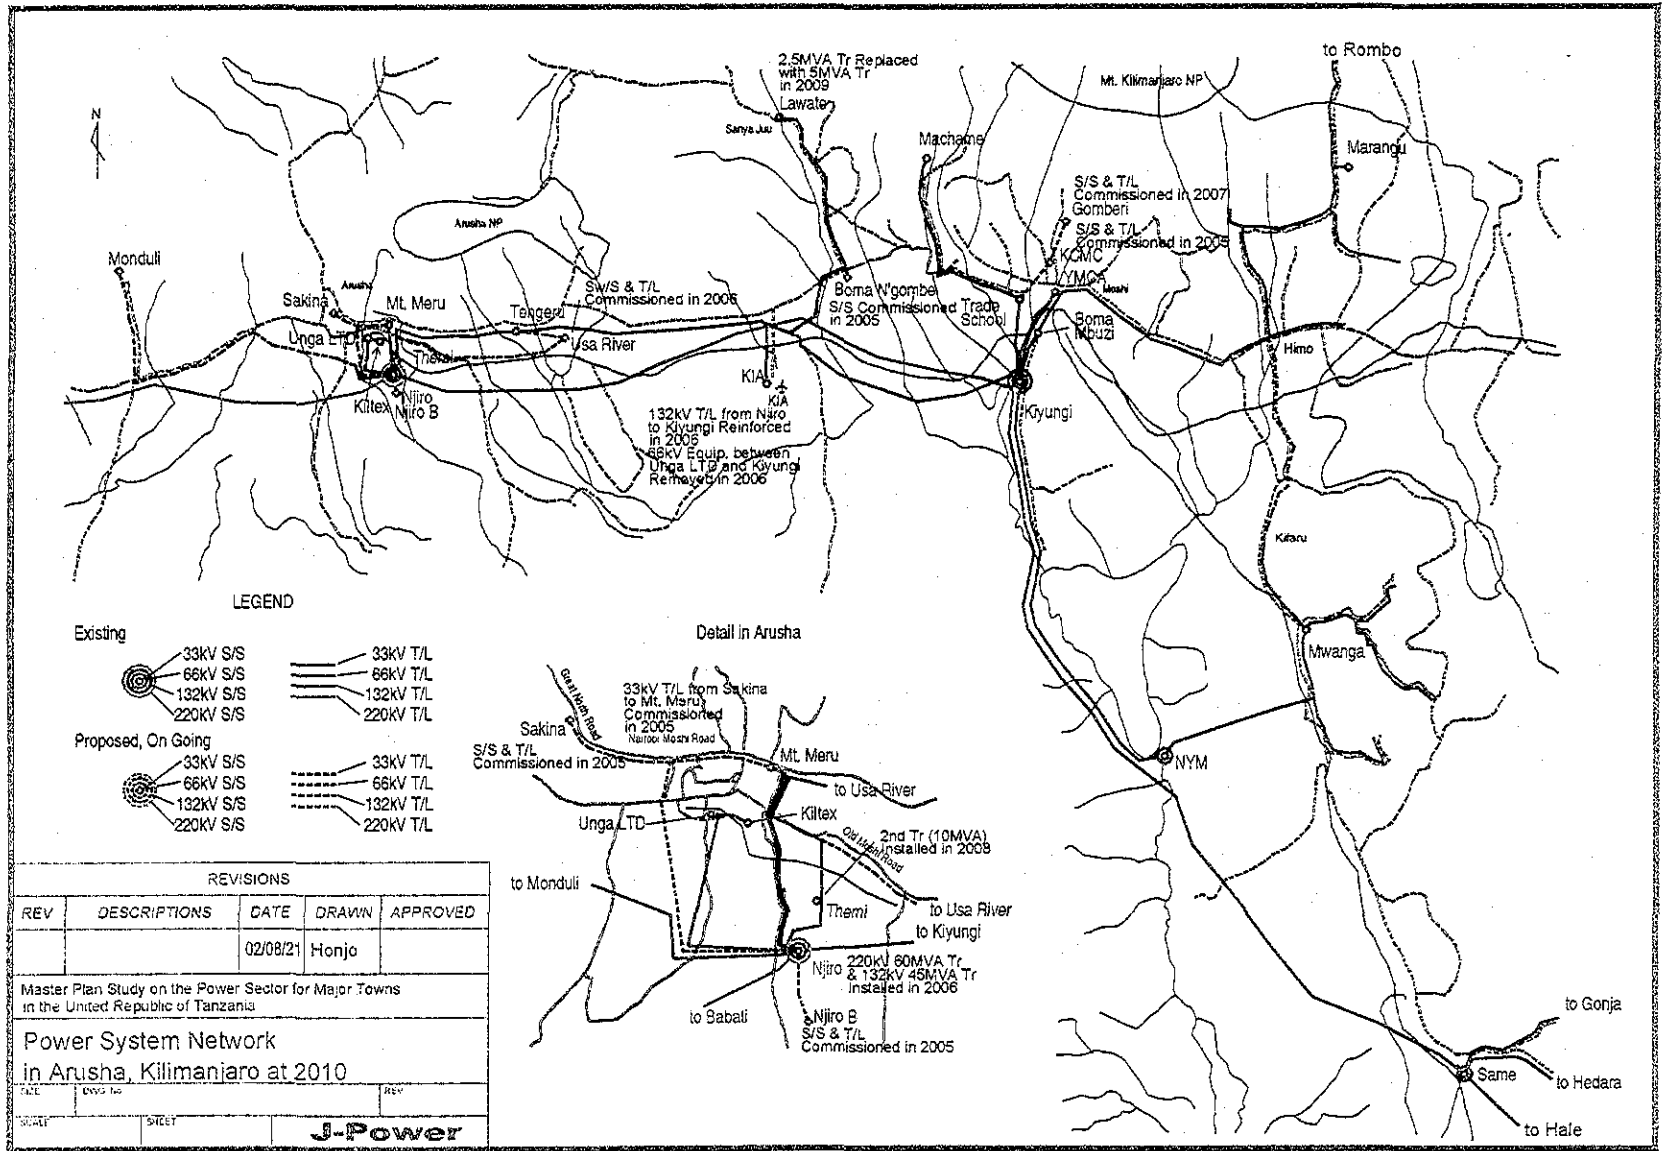 to Rombo
2.5MVA Tr Replaced
with 5MVA Tr
in 2009
Lawate
Sanya Juu
Mt. Kilimanjaro NP
N
Machame
Marangu
S/S & T/L
Commissioned in 2007
Gomberi
S/S & T/L
Commissioned in 2005
KCMC
YMCA
Moshi
Arusha NP
Monduli
Arusha
Sakina
Mt. Meru
Sw/S & T/L
Commissioned in 2006
Tengeru
Boma N'gombe
S/S Commissioned
in 2005
Trade
School
Boma
Mbuzi
Unga LTD
Themi
Usa River
Himo
KIA
KIA
Kiltex
Njiro
Njiro B
Kiyungi
132kV T/L from Njiro
to Kiyungi Reinforced
in 2006
66kV Equip. between
Unga LTD and Kiyungi
Removed in 2006
Kifaru
Mwanga
NYM
LEGEND
Existing
33kV S/S
66kV S/S
132kV S/S
220kV S/S
33kV T/L
66kV T/L
132kV T/L
220kV T/L
Proposed, On Going
33kV S/S
66kV S/S
132kV S/S
220kV S/S
33kV T/L
66kV T/L
132kV T/L
220kV T/L
Detail in Arusha
Great North Road
33kV T/L from Sakina
to Mt. Meru
Commissioned
in 2005
Nairobi Moshi Road
Sakina
S/S & T/L
Commissioned in 2005
Mt. Meru
to Usa River
Unga LTD
Kiltex
Old Moshi Road
2nd Tr (10MVA)
Installed in 2008
to Monduli
Themi
to Usa River
to Kiyungi
Njiro
220kV 60MVA Tr
& 132kV 45MVA Tr
Installed in 2006
to Babati
Njiro B
S/S & T/L
Commissioned in 2005
to Gonja
Same
to Hedara
to Hale
REVISIONS
REV DESCRIPTIONS DATE DRAWN APPROVED
02/08/21 Honjo
Master Plan Study on the Power Sector for Major Towns
in the United Republic of Tanzania
Power System Network
in Arusha, Kilimanjaro at 2010
SIZE DWG No REV
SCALE SHEET
J-Power